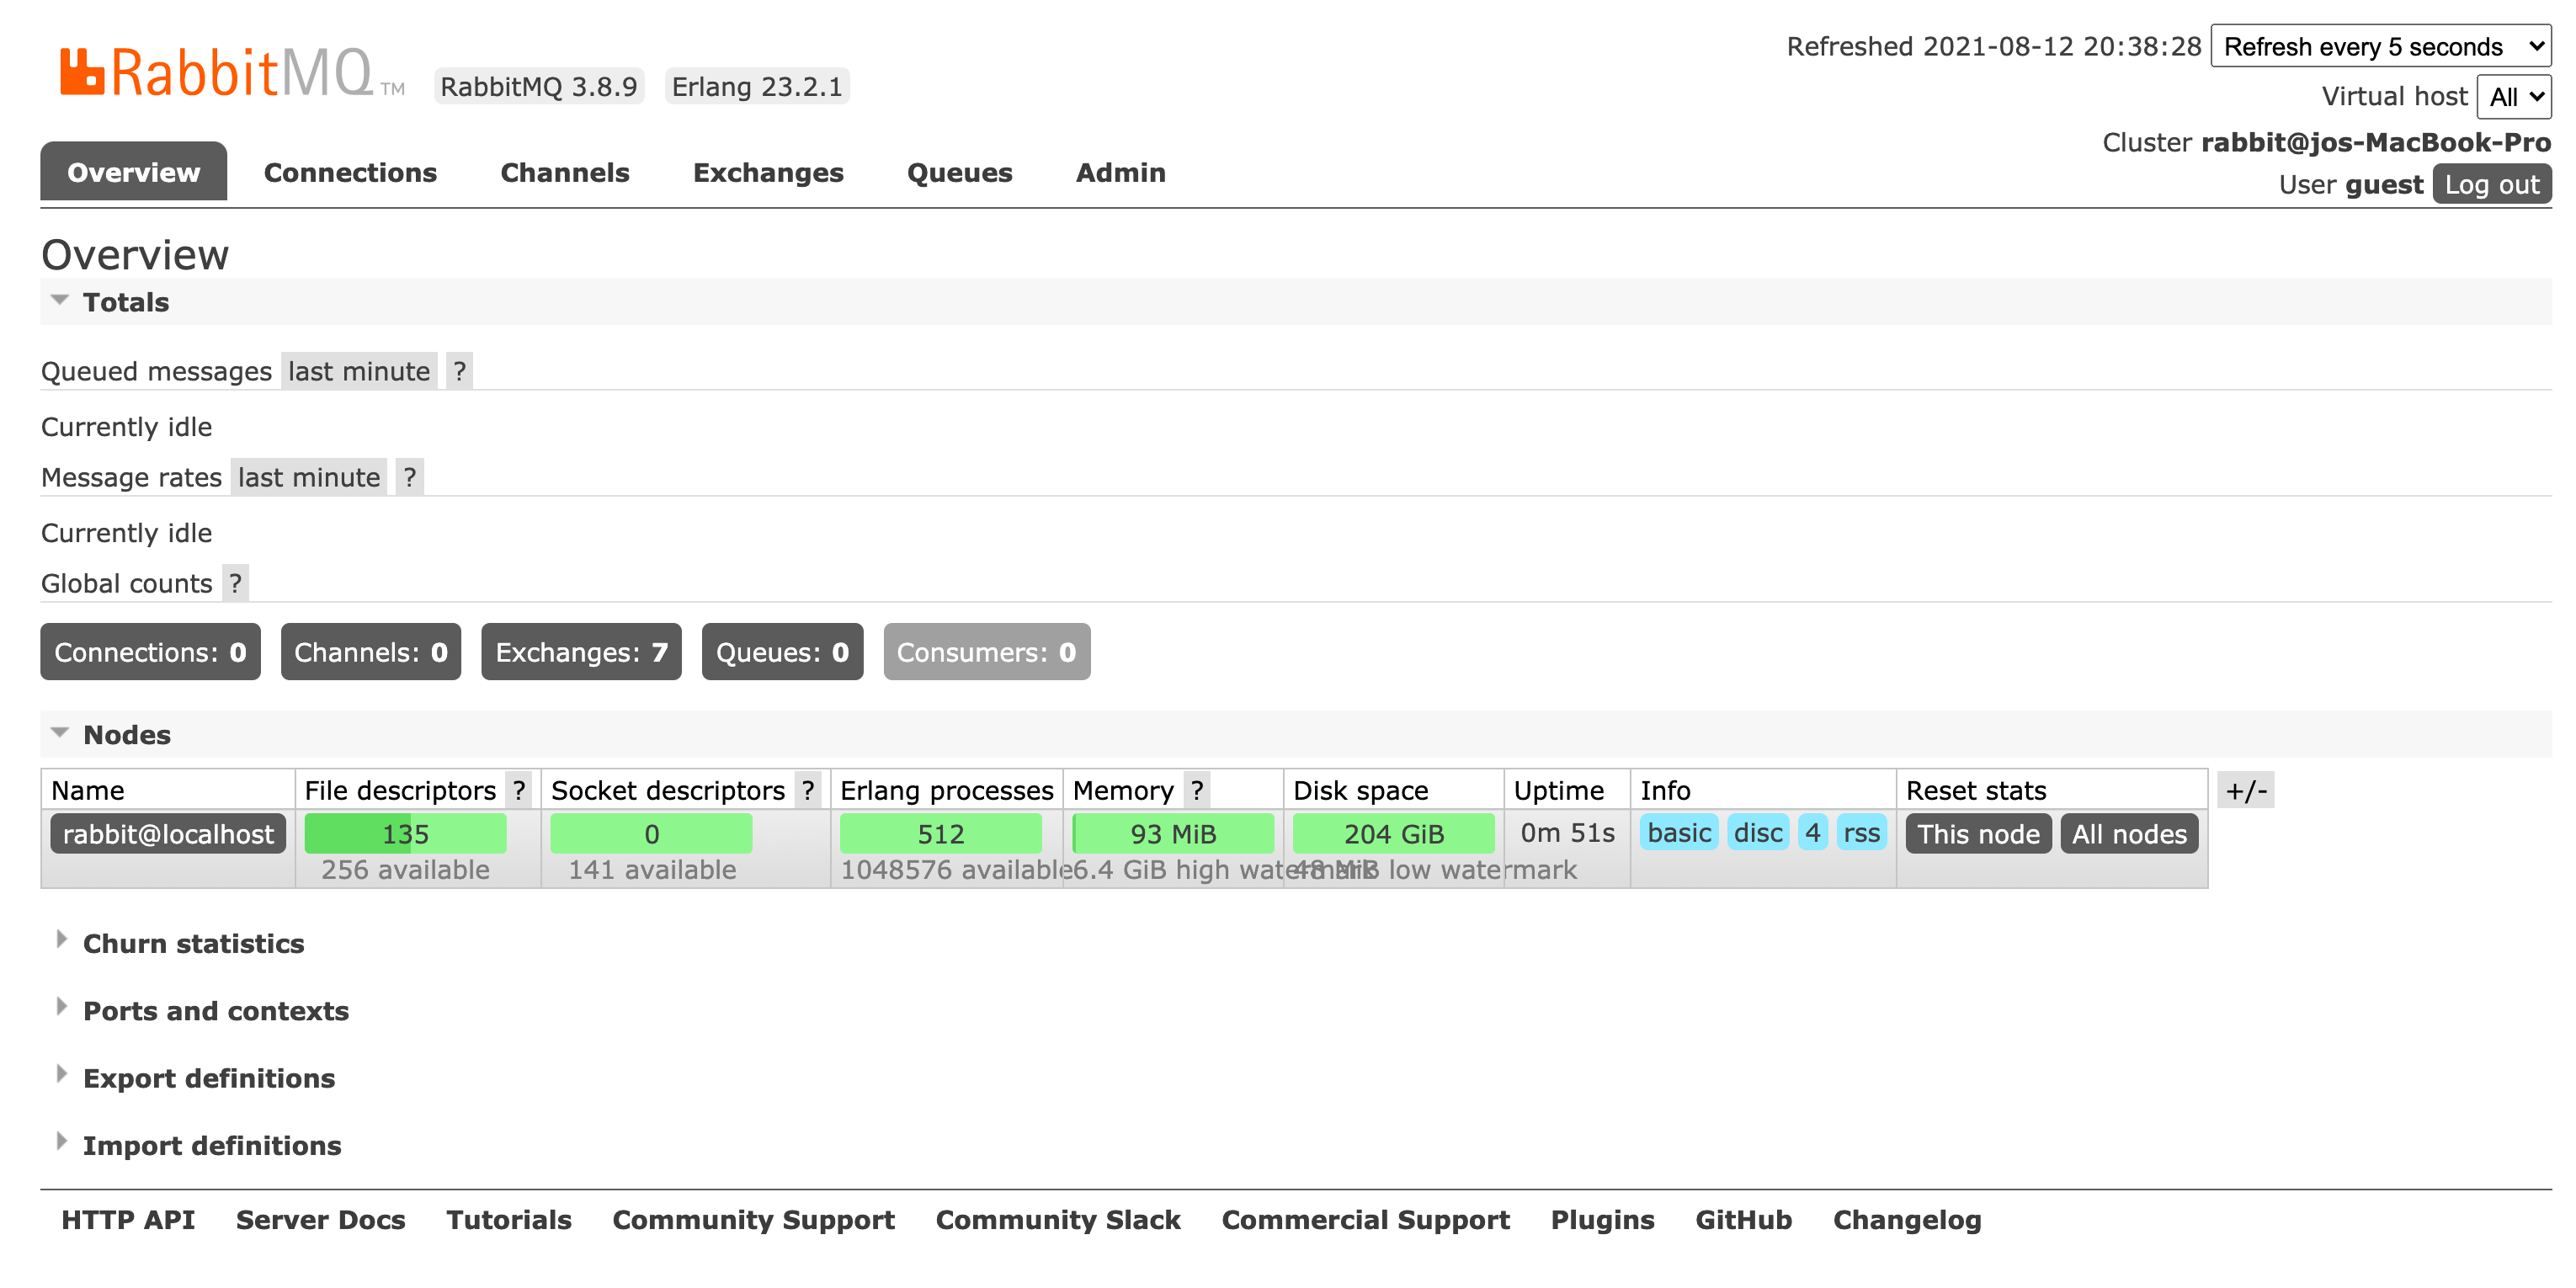 RabbitMQ TM RabbitMQ 3.8.9 Erlang 23.2.1
Refreshed 2021-08-12 20:38:28 Refresh every 5 seconds
Virtual host All
Cluster rabbit@jos-MacBook-Pro
User guest Log out
Overview Connections Channels Exchanges Queues Admin
Overview
Totals
Queued messages last minute ?
Currently idle
Message rates last minute ?
Currently idle
Global counts ?
Connections: 0 Channels: 0 Exchanges: 7 Queues: 0 Consumers: 0
Nodes
Name File descriptors ? Socket descriptors ? Erlang processes Memory ? Disk space Uptime Info Reset stats +/-
rabbit@localhost 135 0 512 93 MiB 204 GiB 0m 51s basic disc 4 rss This node All nodes
256 available 141 available 1048576 available 6.4 GiB high watermark 48 MiB low watermark
Churn statistics
Ports and contexts
Export definitions
Import definitions
HTTP API Server Docs Tutorials Community Support Community Slack Commercial Support Plugins GitHub Changelog